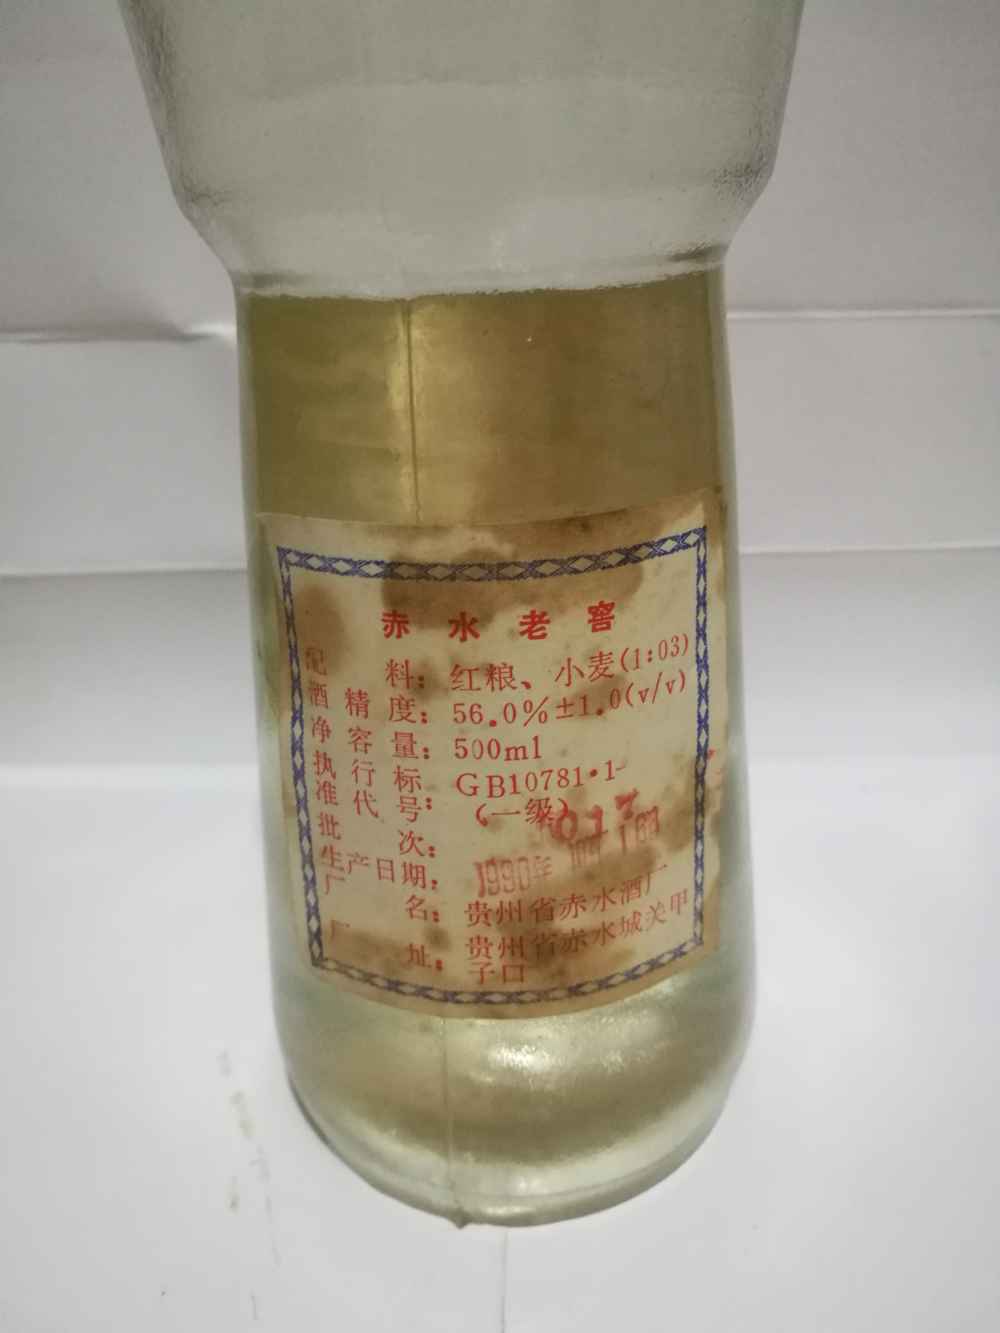 赤水老窖
配料：红粮、小麦(1:03)
酒精度：56.0%±1.0(v/v)
净容量：500ml
执行标准代号：GB10781·1-
(一级)
批次：017
生产日期：1990年
厂名：贵州省赤水酒厂
厂址：贵州省赤水城关甲
子口